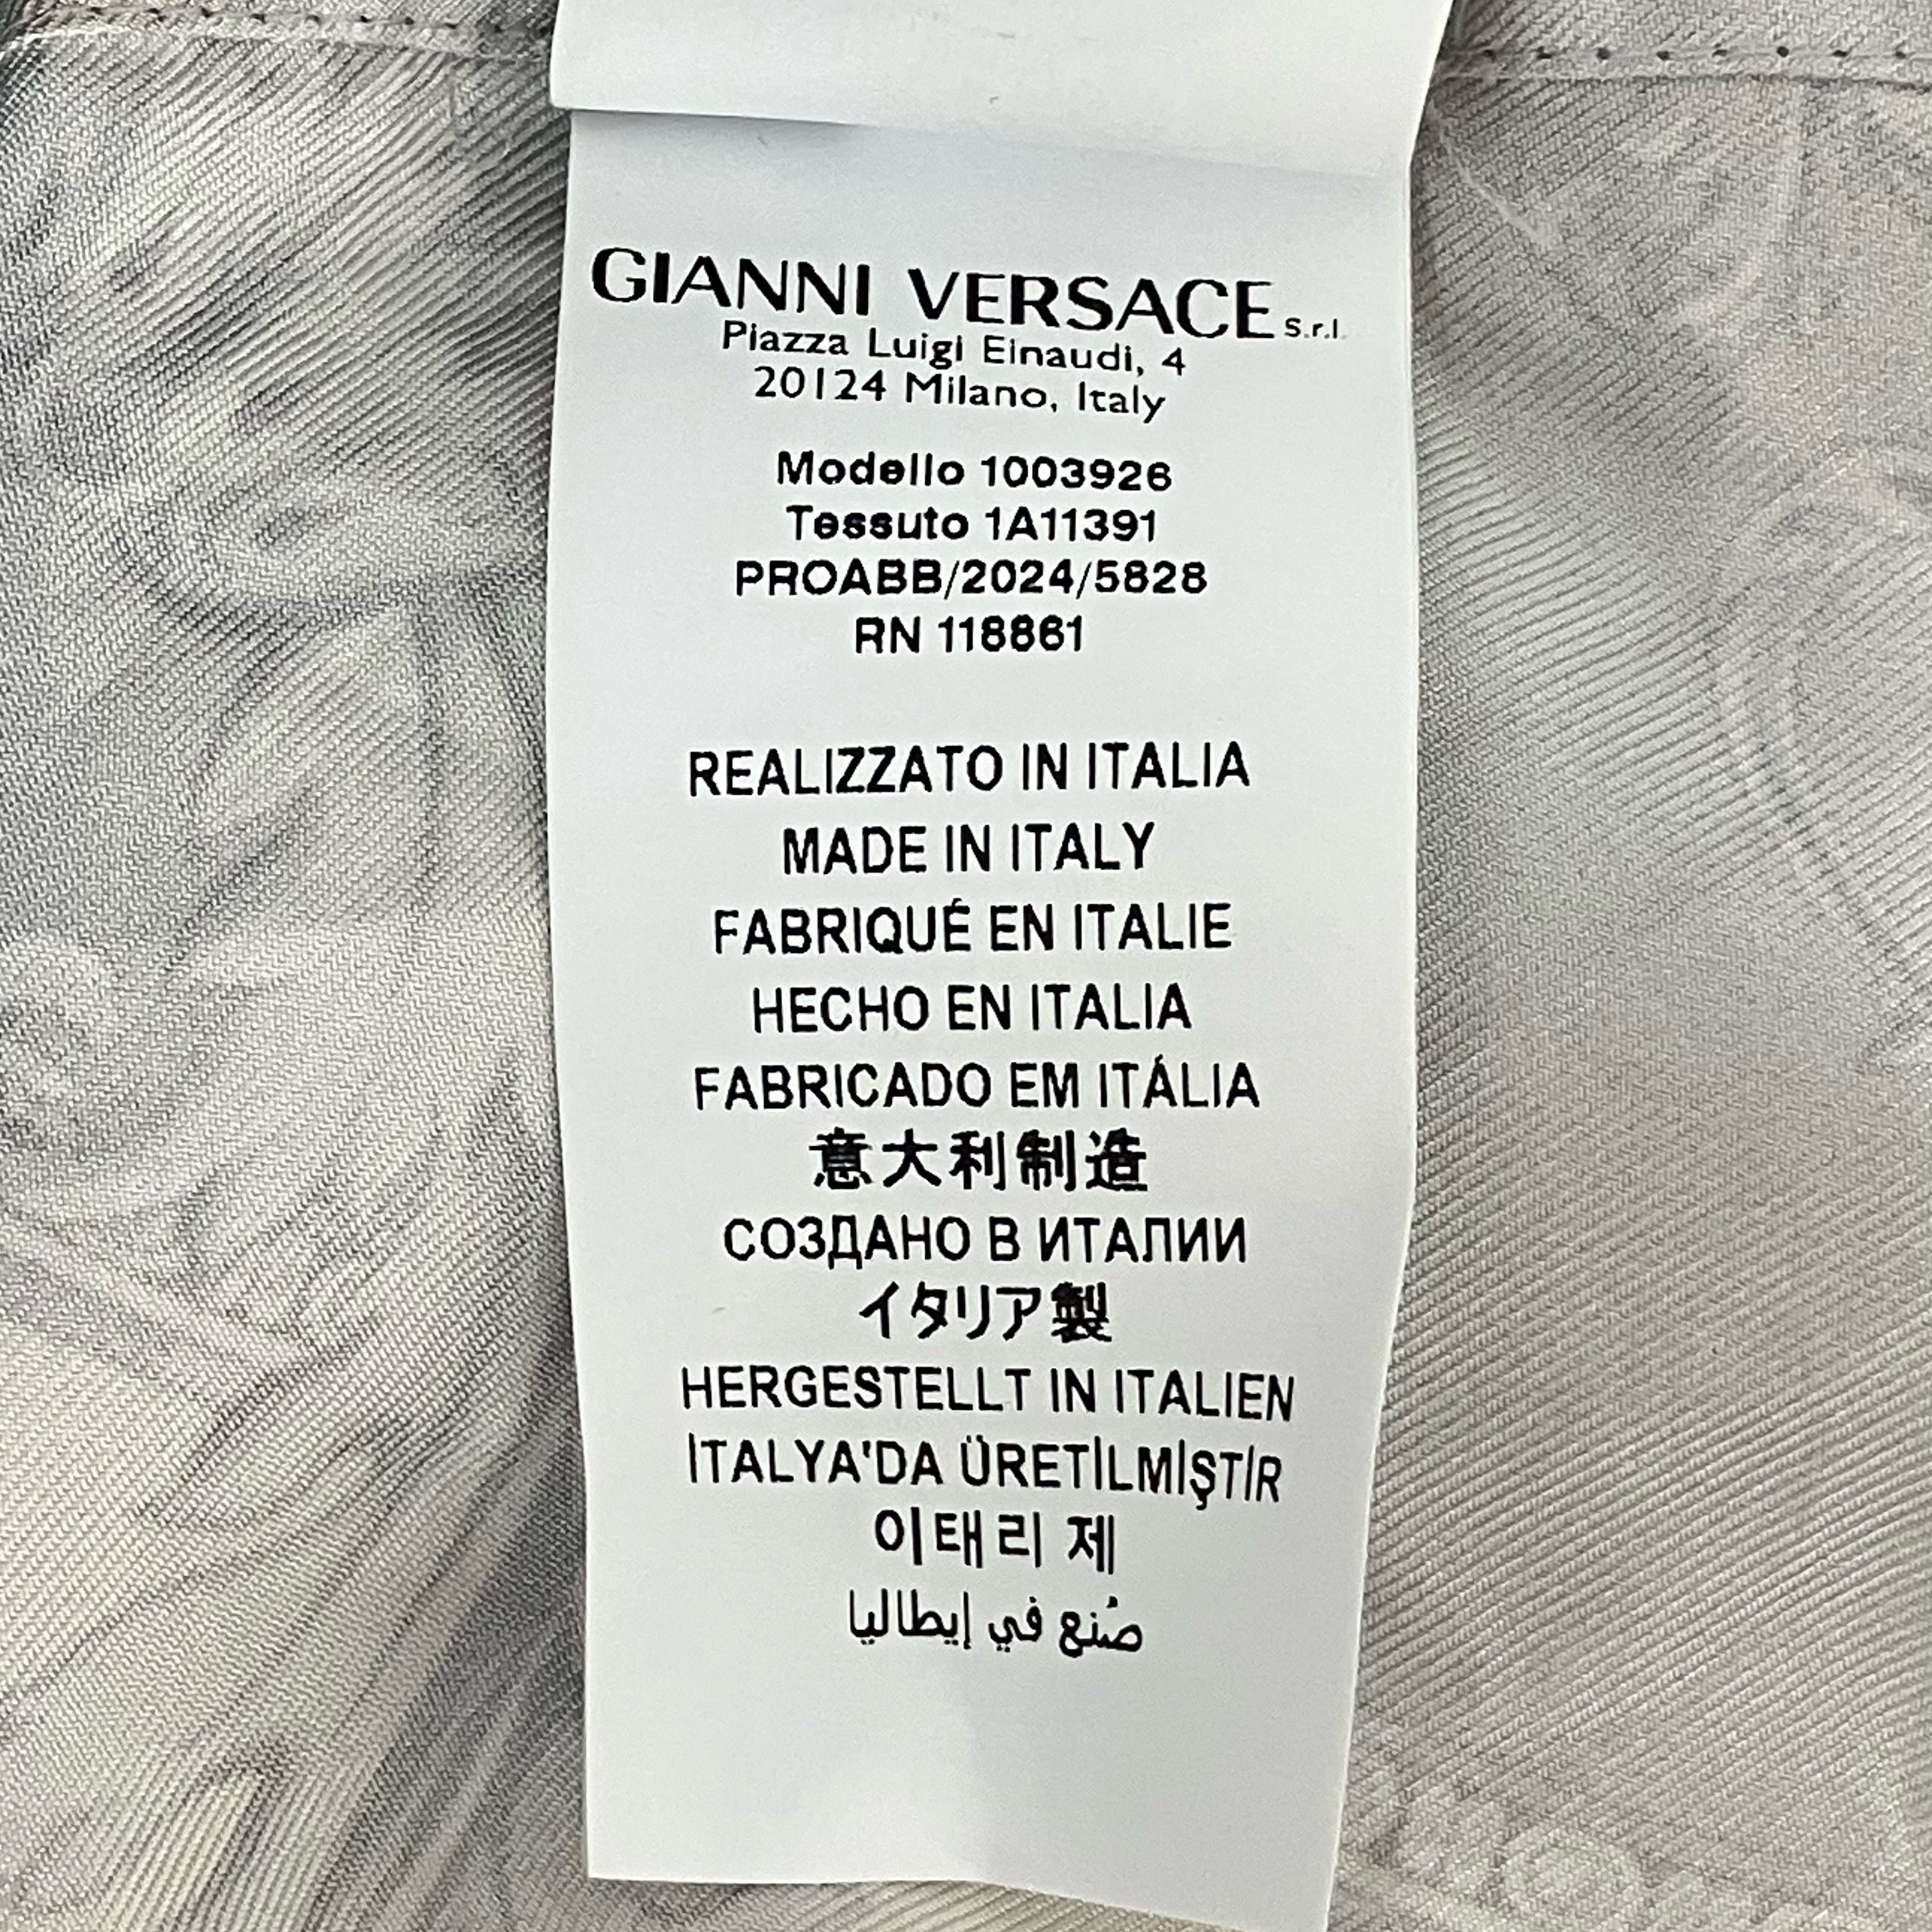 GIANNI VERSACE S.r.l.
Piazza Luigi Einaudi, 4
20124 Milano, Italy
Modello 1003926
Tessuto 1A11391
PROABB/2024/5828
RN 118861
REALIZZATO IN ITALIA
MADE IN ITALY
FABRIQUÉ EN ITALIE
HECHO EN ITALIA
FABRICADO EM ITÁLIA
意大利制造
СОЗДАНО В ИТАЛИИ
イタリア製
HERGESTELLT IN ITALIEN
İTALYA'DA ÜRETİLMİŞTİR
이태리 제
صُنع في إيطاليا